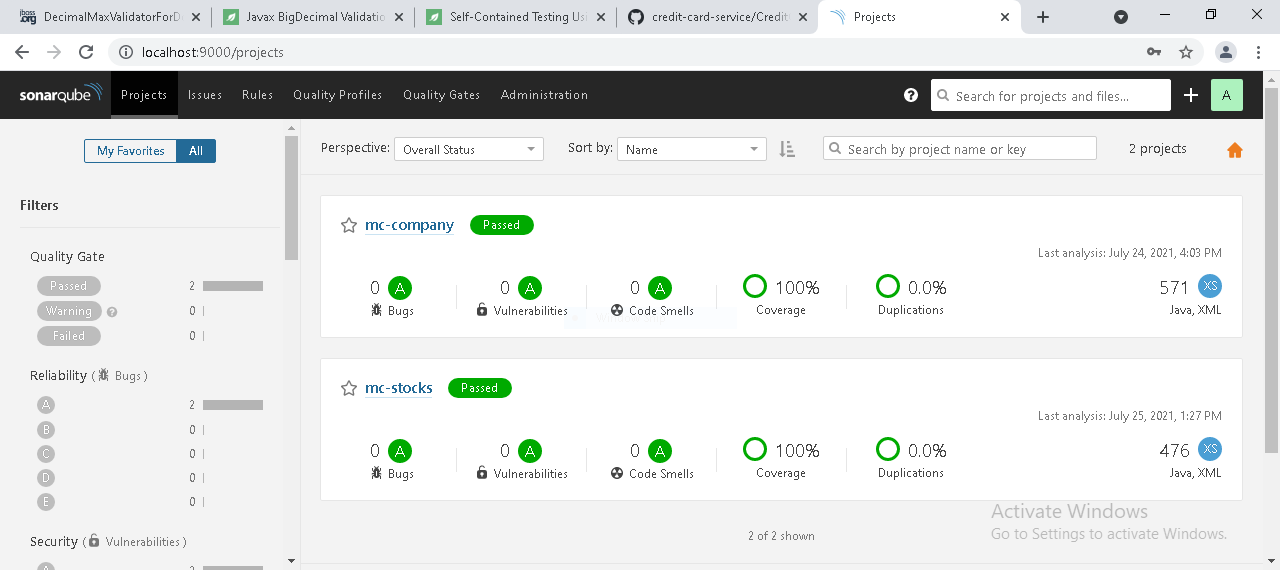 DecimalMaxValidatorForD
Javax BigDecimal Validatio
Self-Contained Testing Usi
credit-card-service/Credit
Projects
localhost:9000/projects
sonarqube
Projects
Issues
Rules
Quality Profiles
Quality Gates
Administration
Search for projects and files...
A
My Favorites
All
Perspective:
Overall Status
Sort by:
Name
Search by project name or key
2 projects
Filters
Quality Gate
Passed 2
Warning 0
Failed 0
Reliability ( Bugs )
A 2
B 0
C 0
D 0
E 0
Security ( Vulnerabilities )
A 2
mc-company Passed
Last analysis: July 24, 2021, 4:03 PM
0 A 0 A 0 A 100% 0.0% 571 XS
Bugs Vulnerabilities Code Smells Coverage Duplications Java, XML
mc-stocks Passed
Last analysis: July 25, 2021, 1:27 PM
0 A 0 A 0 A 100% 0.0% 476 XS
Bugs Vulnerabilities Code Smells Coverage Duplications Java, XML
2 of 2 shown
Activate Windows
Go to Settings to activate Windows.